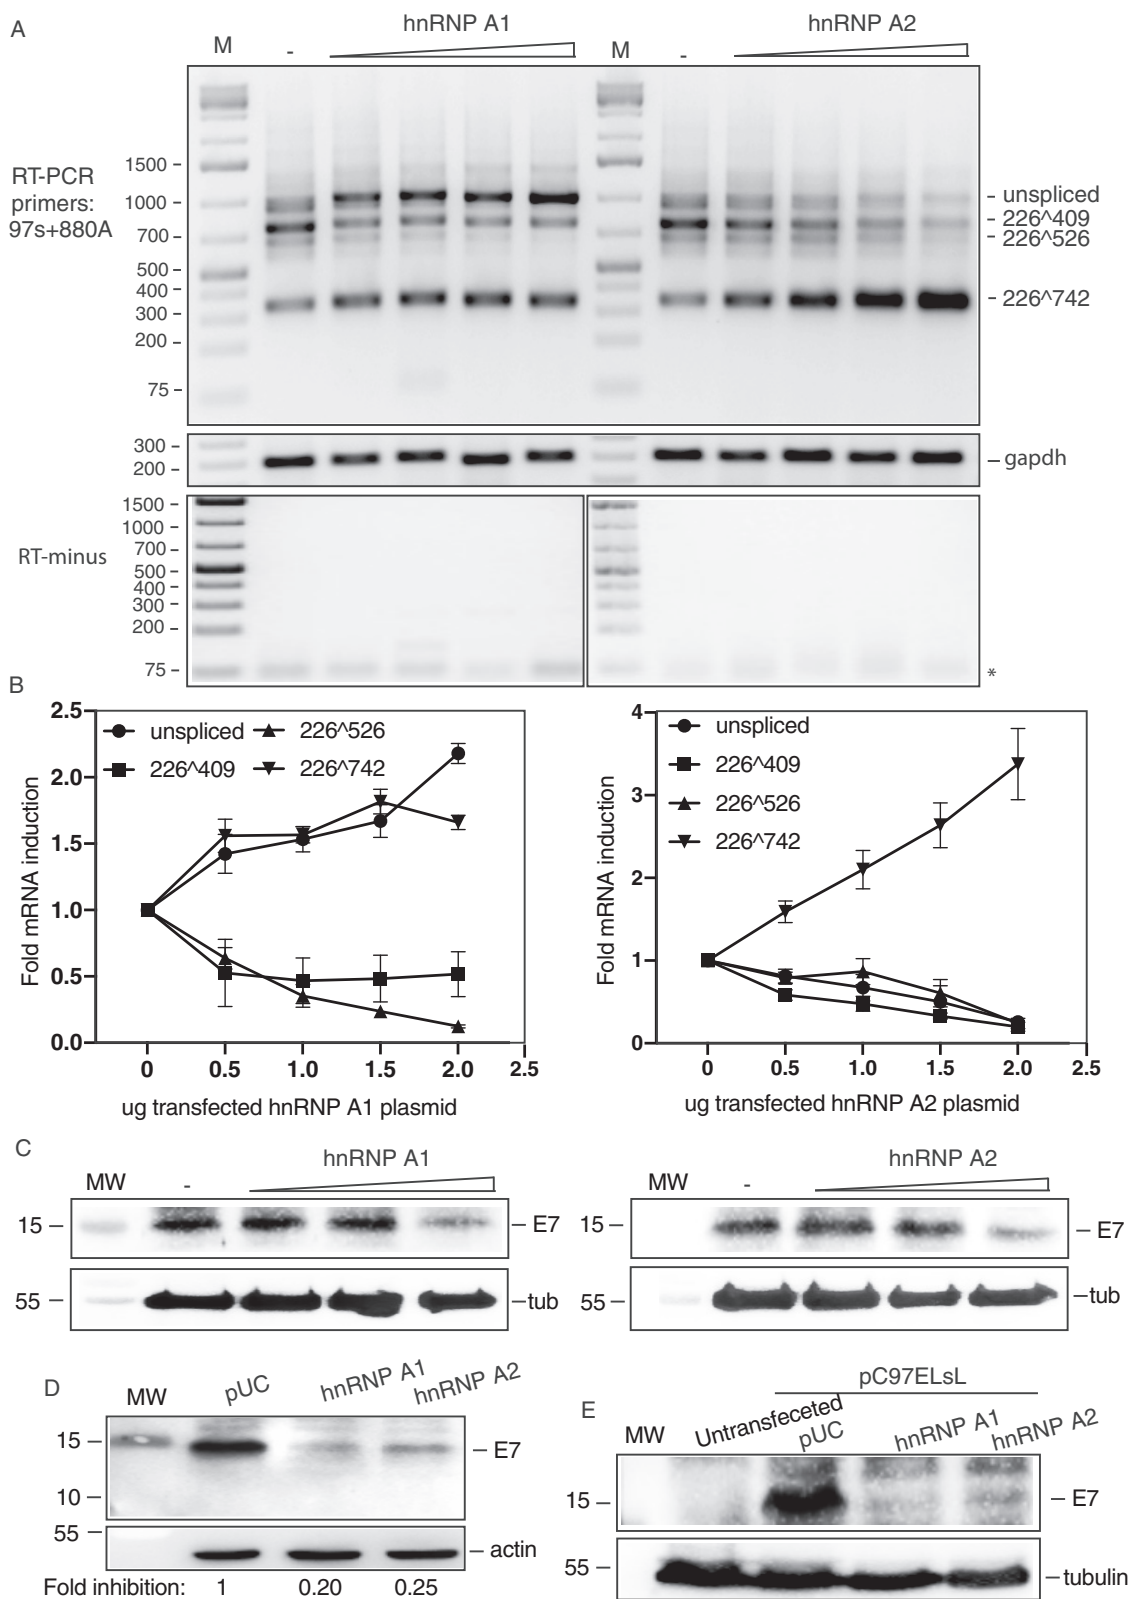 A
hnRNP A1
hnRNP A2
M
-
M
-
RT-PCR
primers:
97s+880A
1500
1000
700
500
400
300
200
75
unspliced
226^409
226^526
226^742
300
200
gapdh
RT-minus
1500
1000
700
500
400
300
200
75
*
B
2.5
2.0
1.5
1.0
0.5
0.0
Fold mRNA induction
unspliced
226^526
226^409
226^742
0
0.5
1.0
1.5
2.0
2.5
ug transfected hnRNP A1 plasmid
4
3
2
1
0
Fold mRNA induction
unspliced
226^409
226^526
226^742
0
0.5
1.0
1.5
2.0
2.5
ug transfected hnRNP A2 plasmid
C
hnRNP A1
MW
-
15
E7
55
tub
hnRNP A2
MW
-
15
E7
55
tub
D
MW
pUC
hnRNP A1
hnRNP A2
15
E7
10
55
actin
Fold inhibition: 1 0.20 0.25
E
pC97ELsL
MW
Untransfeceted
pUC
hnRNP A1
hnRNP A2
15
E7
55
tubulin